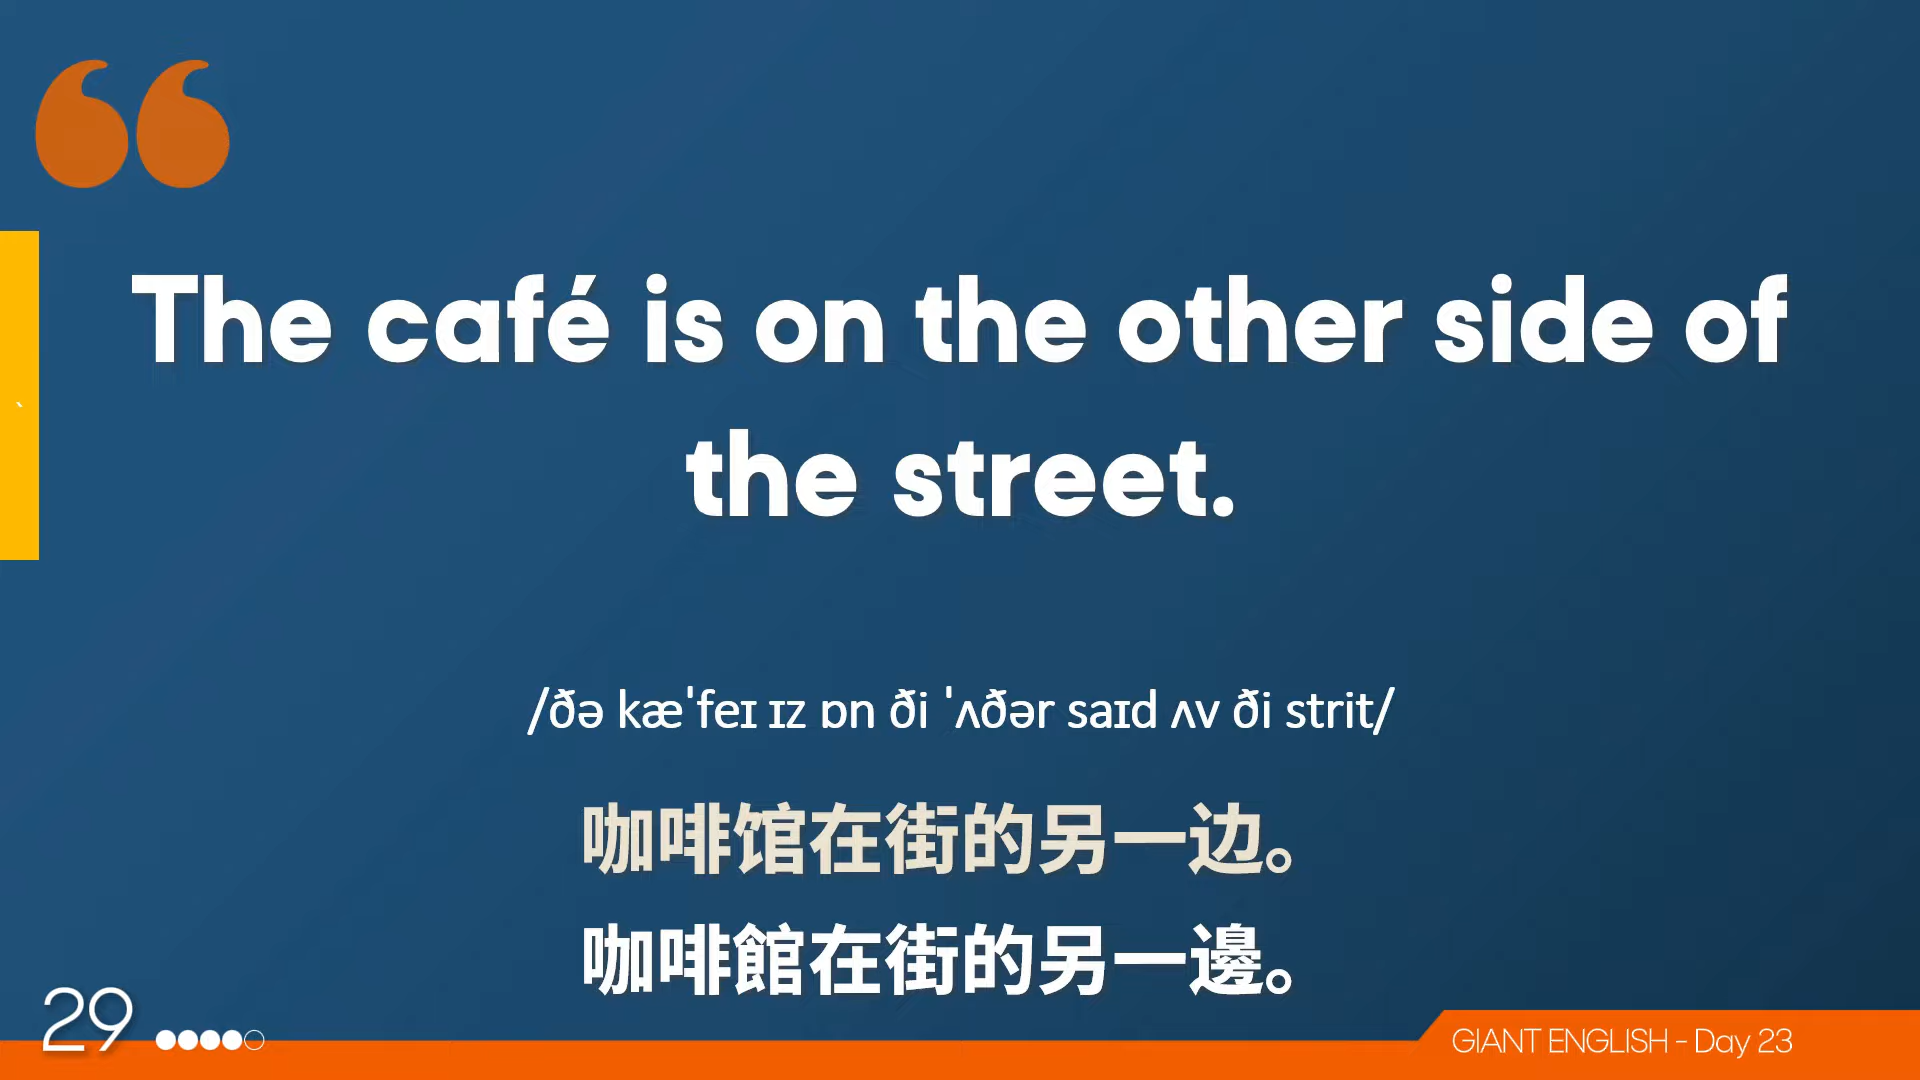 The café is on the other side of
the street.
/ðə kæˈfeɪ ɪz ɒn ði ˈʌðər saɪd ʌv ði strit/
咖啡馆在街的另一边。
咖啡館在街的另一邊。
29
GIANT ENGLISH - Day 23